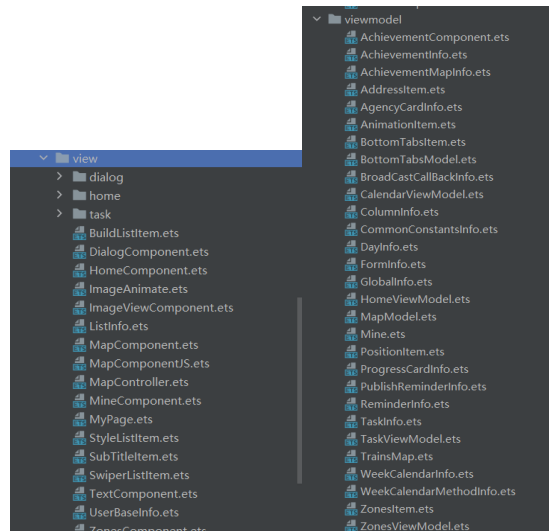 view
dialog
home
task
BuildListItem.ets
DialogComponent.ets
HomeComponent.ets
ImageAnimate.ets
ImageViewComponent.ets
ListInfo.ets
MapComponent.ets
MapComponentJS.ets
MapController.ets
MineComponent.ets
MyPage.ets
StyleListItem.ets
SubTitleItem.ets
SwiperListItem.ets
TextComponent.ets
UserBaseInfo.ets
ZonesComponent.ets
viewmodel
AchievementComponent.ets
AchievementInfo.ets
AchievementMapInfo.ets
AddressItem.ets
AgencyCardInfo.ets
AnimationItem.ets
BottomTabsItem.ets
BottomTabsModel.ets
BroadCastCallBackInfo.ets
CalendarViewModel.ets
ColumnInfo.ets
CommonConstantsInfo.ets
DayInfo.ets
FormInfo.ets
GlobalInfo.ets
HomeViewModel.ets
MapModel.ets
Mine.ets
PositionItem.ets
ProgressCardInfo.ets
PublishReminderInfo.ets
ReminderInfo.ets
TaskInfo.ets
TaskViewModel.ets
TrainsMap.ets
WeekCalendarInfo.ets
WeekCalendarMethodInfo.ets
ZonesItem.ets
ZonesViewModel.ets